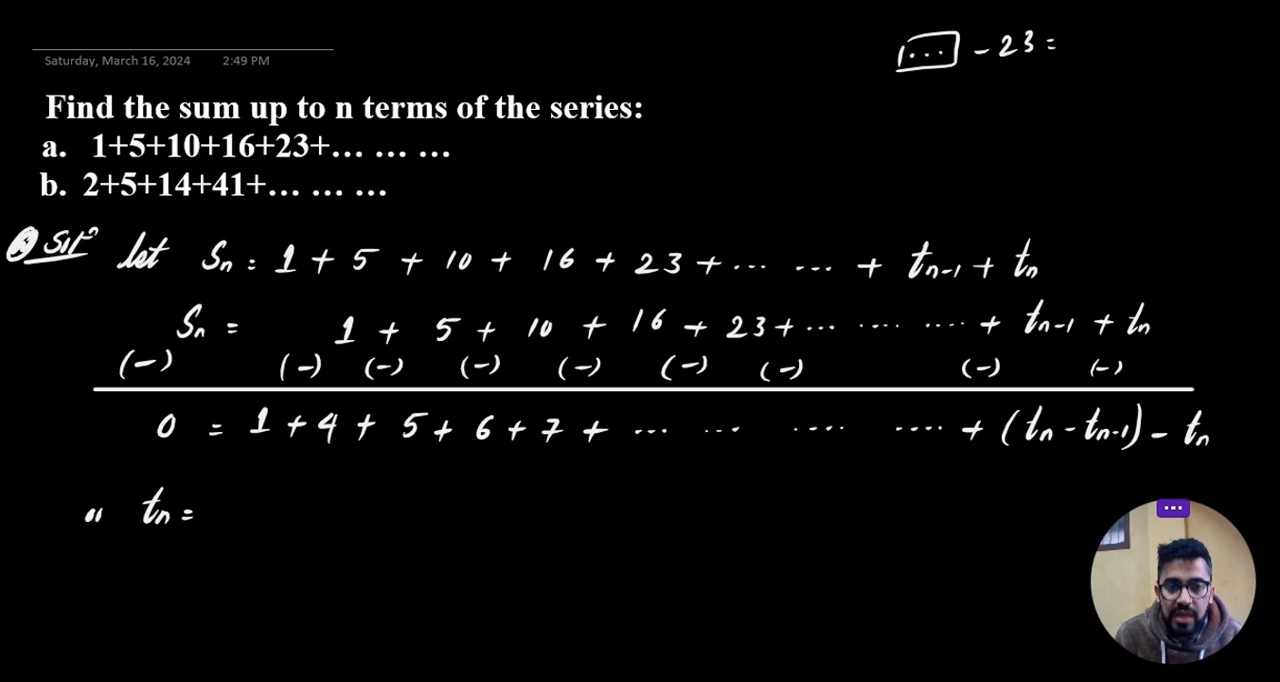 [...] - 23 =
Saturday, March 16, 2024 2:49 PM
Find the sum up to n terms of the series:
a. 1+5+10+16+23+... ... ...
b. 2+5+14+41+... ... ...
let Sn = 1 + 5 + 10 + 16 + 23 + ... ... + tn-1 + tn
Sn = 1 + 5 + 10 + 16 + 23 + ... .... .... + tn-1 + tn
(-) (-) (-) (-) (-) (-) (-) (-) (-)
0 = 1 + 4 + 5 + 6 + 7 + ... ... .... .... + (tn - tn-1) - tn
tn =